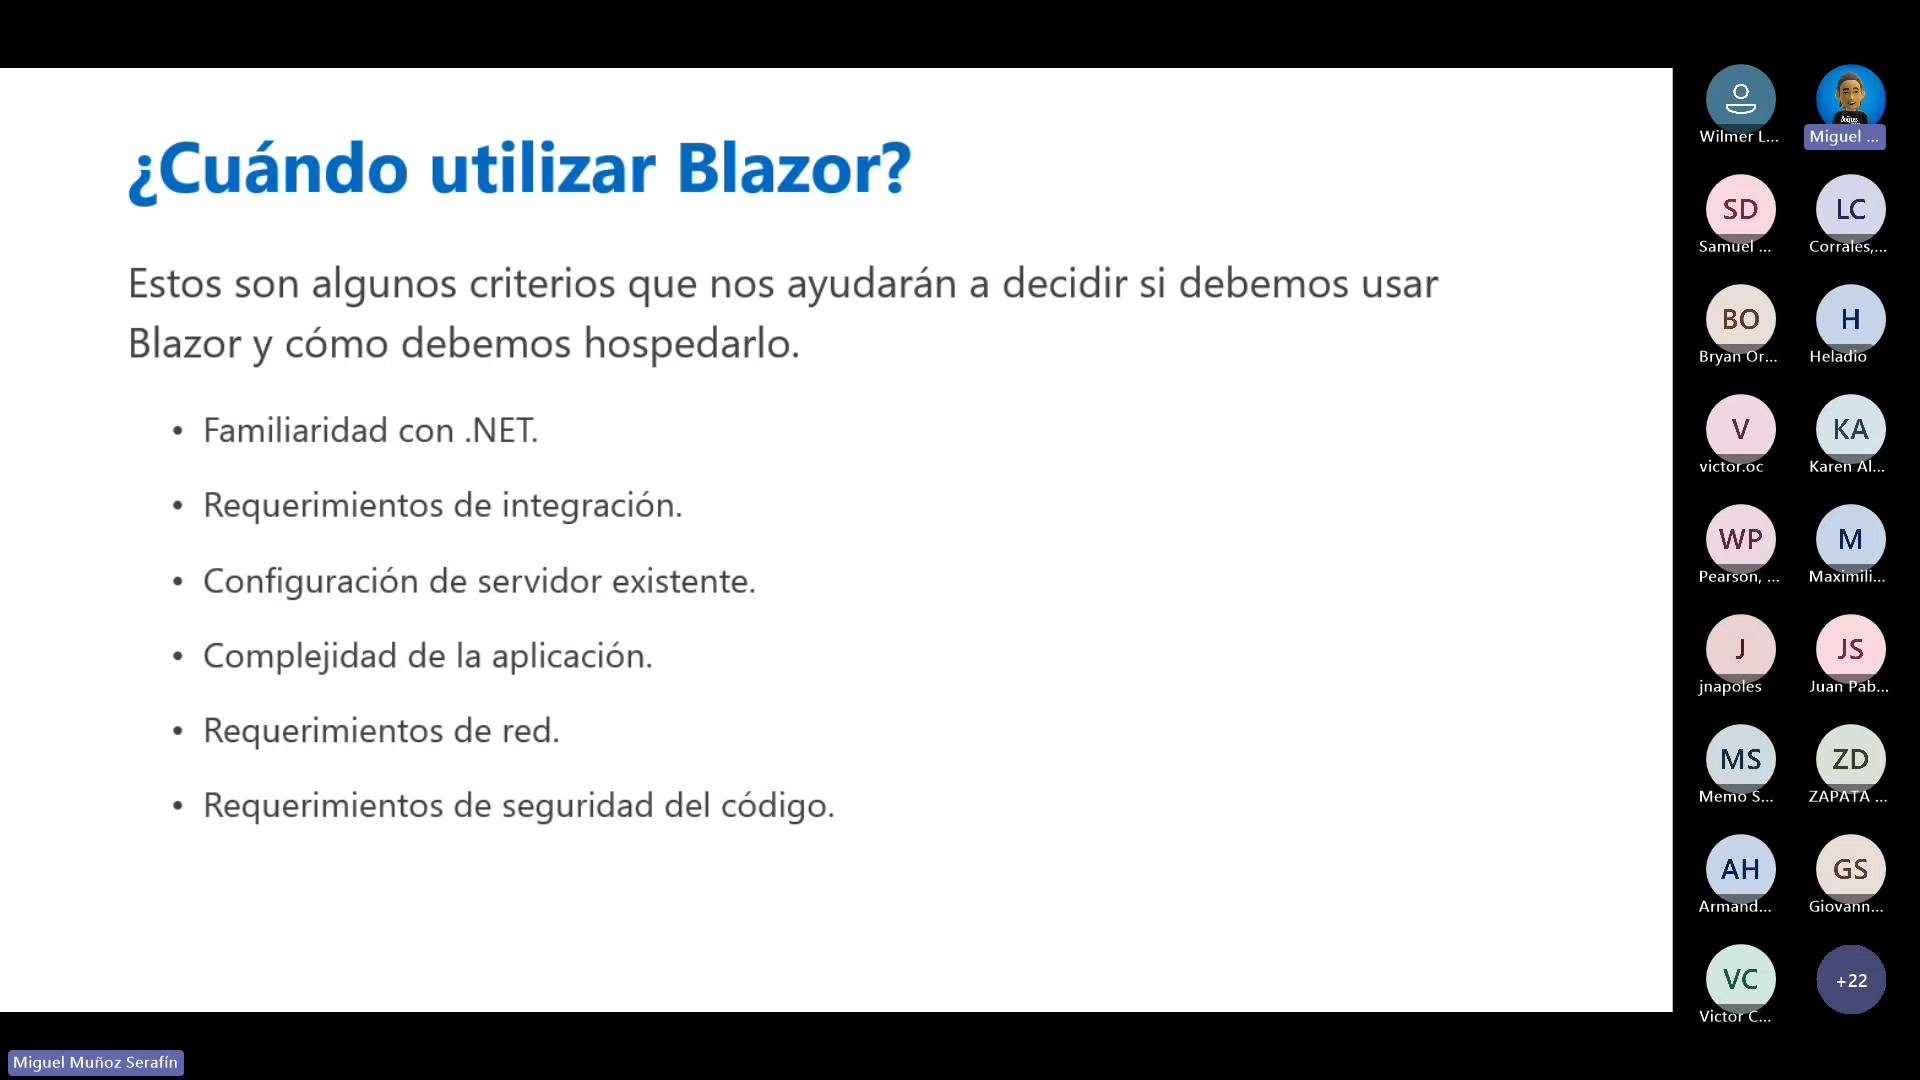 ¿Cuándo utilizar Blazor?
Estos son algunos criterios que nos ayudarán a decidir si debemos usar
Blazor y cómo debemos hospedarlo.
• Familiaridad con .NET.
• Requerimientos de integración.
• Configuración de servidor existente.
• Complejidad de la aplicación.
• Requerimientos de red.
• Requerimientos de seguridad del código.
Wilmer L...
Miguel ...
SD
Samuel ...
LC
Corrales,...
BO
Bryan Or...
H
Heladio
V
victor.oc
KA
Karen Al...
WP
Pearson, ...
M
Maximili...
J
jnapoles
JS
Juan Pab...
MS
Memo S...
ZD
ZAPATA ...
AH
Armand...
GS
Giovann...
VC
Victor C...
+22
Miguel Muñoz Serafín